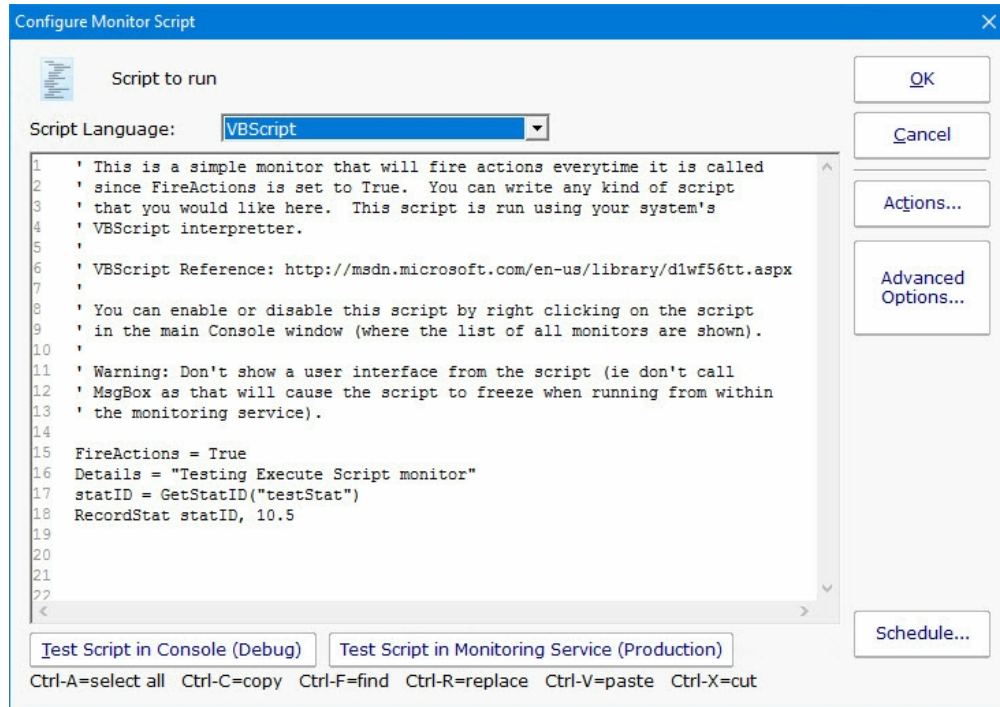 Configure Monitor Script
Script to run
OK
Script Language:
VBScript
Cancel
1 ' This is a simple monitor that will fire actions everytime it is called
2 ' since FireActions is set to True.  You can write any kind of script
3 ' that you would like here.  This script is run using your system's
4 ' VBScript interpretter.
5 '
6 ' VBScript Reference: http://msdn.microsoft.com/en-us/library/d1wf56tt.aspx
7 '
8 ' You can enable or disable this script by right clicking on the script
9 ' in the main Console window (where the list of all monitors are shown).
10 '
11 ' Warning: Don't show a user interface from the script (ie don't call
12 ' MsgBox as that will cause the script to freeze when running from within
13 ' the monitoring service).
14
15 FireActions = True
16 Details = "Testing Execute Script monitor"
17 statID = GetStatID("testStat")
18 RecordStat statID, 10.5
19
20
21
22
Actions...
Advanced
Options...
Schedule...
Test Script in Console (Debug)
Test Script in Monitoring Service (Production)
Ctrl-A=select all  Ctrl-C=copy  Ctrl-F=find  Ctrl-R=replace  Ctrl-V=paste  Ctrl-X=cut